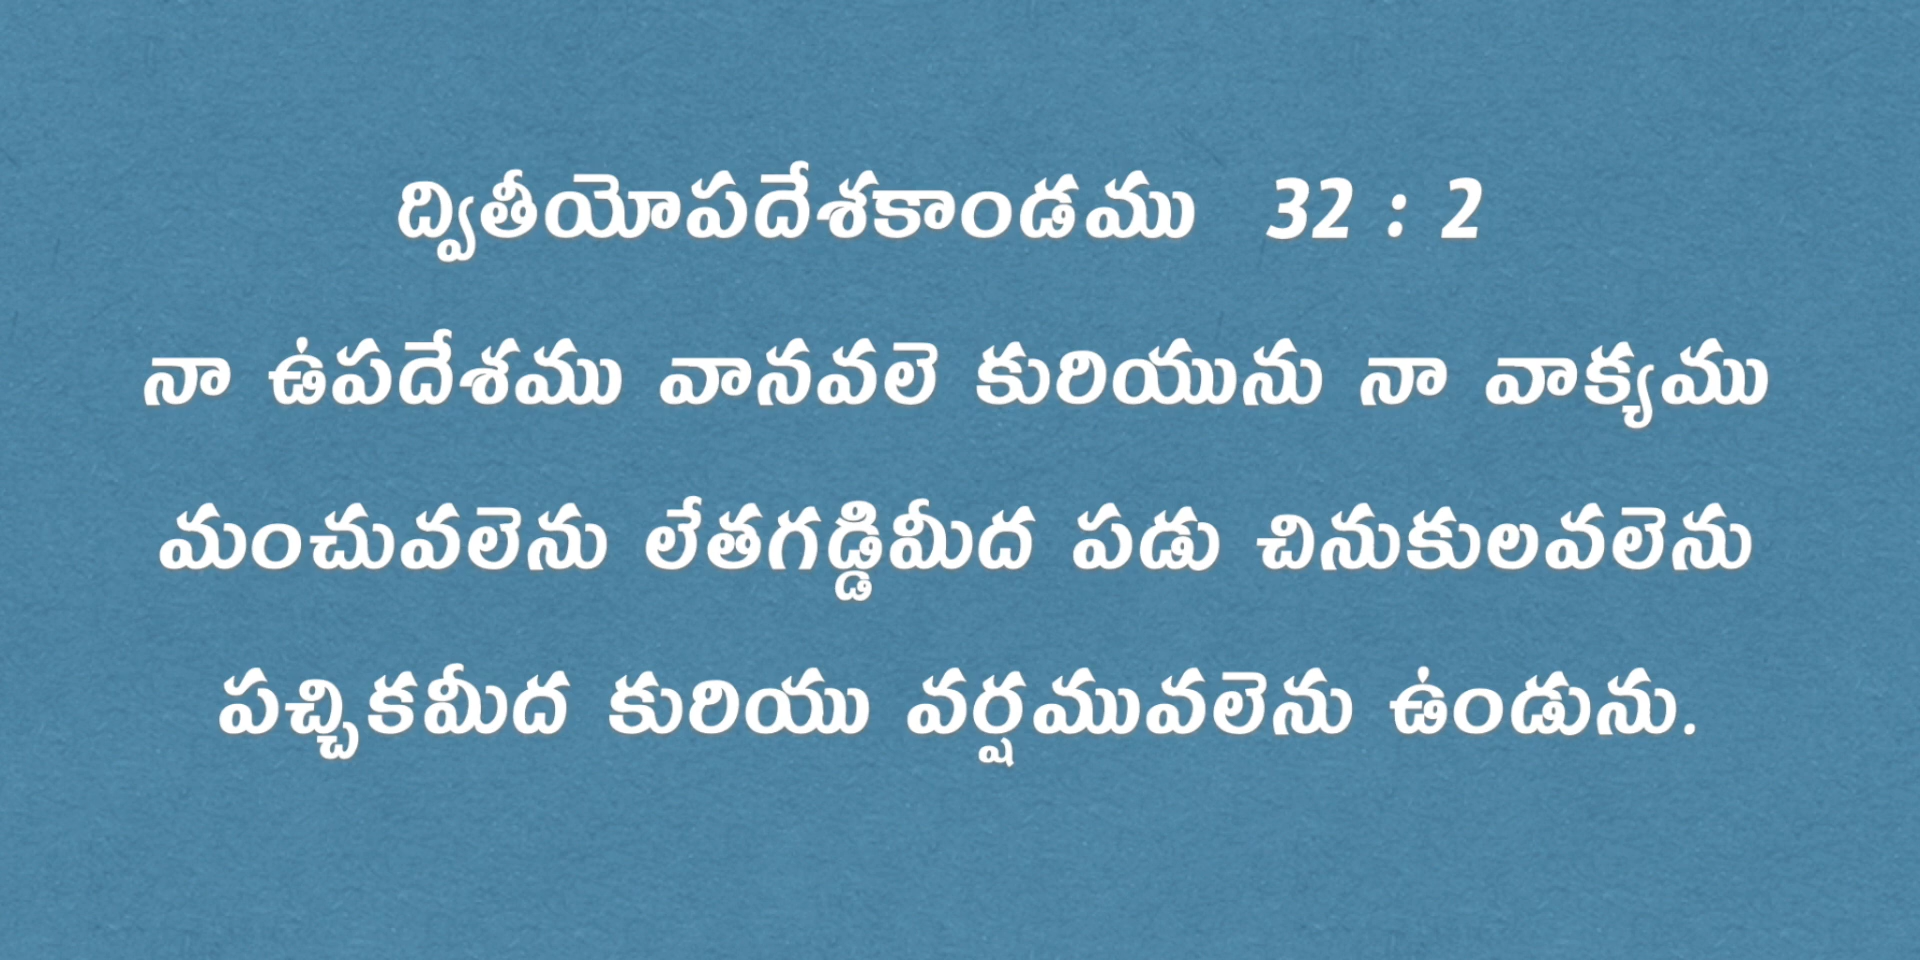 ద్వితీయోపదేశకాండము 32 : 2
నా ఉపదేశము వానవలె కురియును నా వాక్యము
మంచువలెను లేతగడ్డిమీద పడు చినుకులవలెను
పచ్చికమీద కురియు వర్షమువలెను ఉండును.